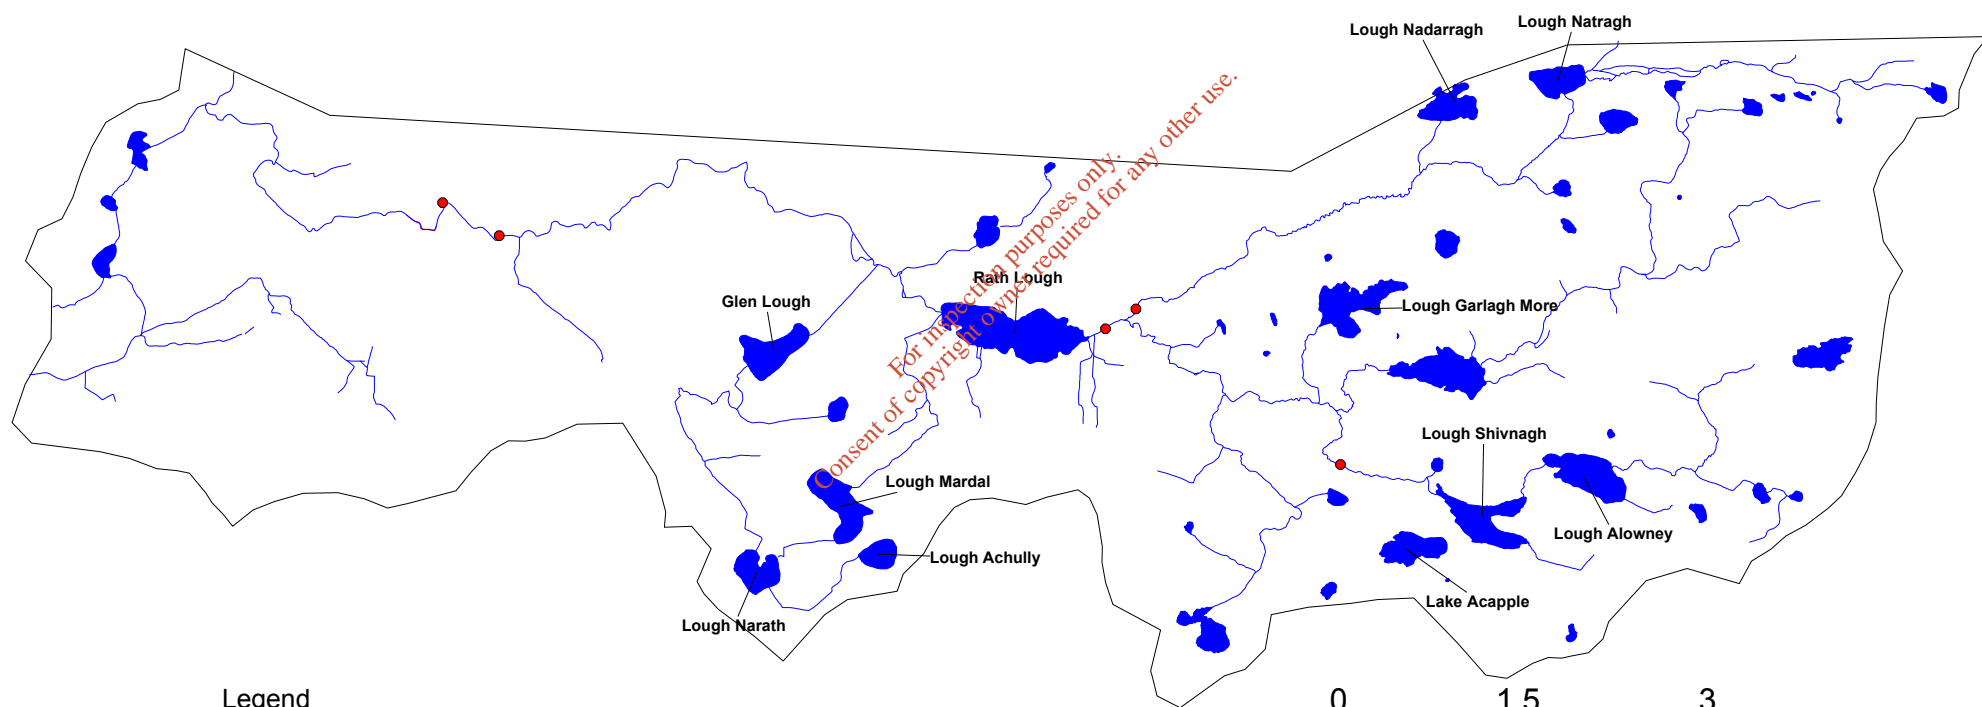 Lough Natragh
Lough Nadarragh
Rath Lough
Glen Lough
Lough Garlagh More
Lough Shivnagh
Lough Mardal
Lough Alowney
Lough Achully
Lake Acapple
Lough Narath
For inspection purposes only.
Consent of copyright owner required for any other use.
Legend
0 1.5 3